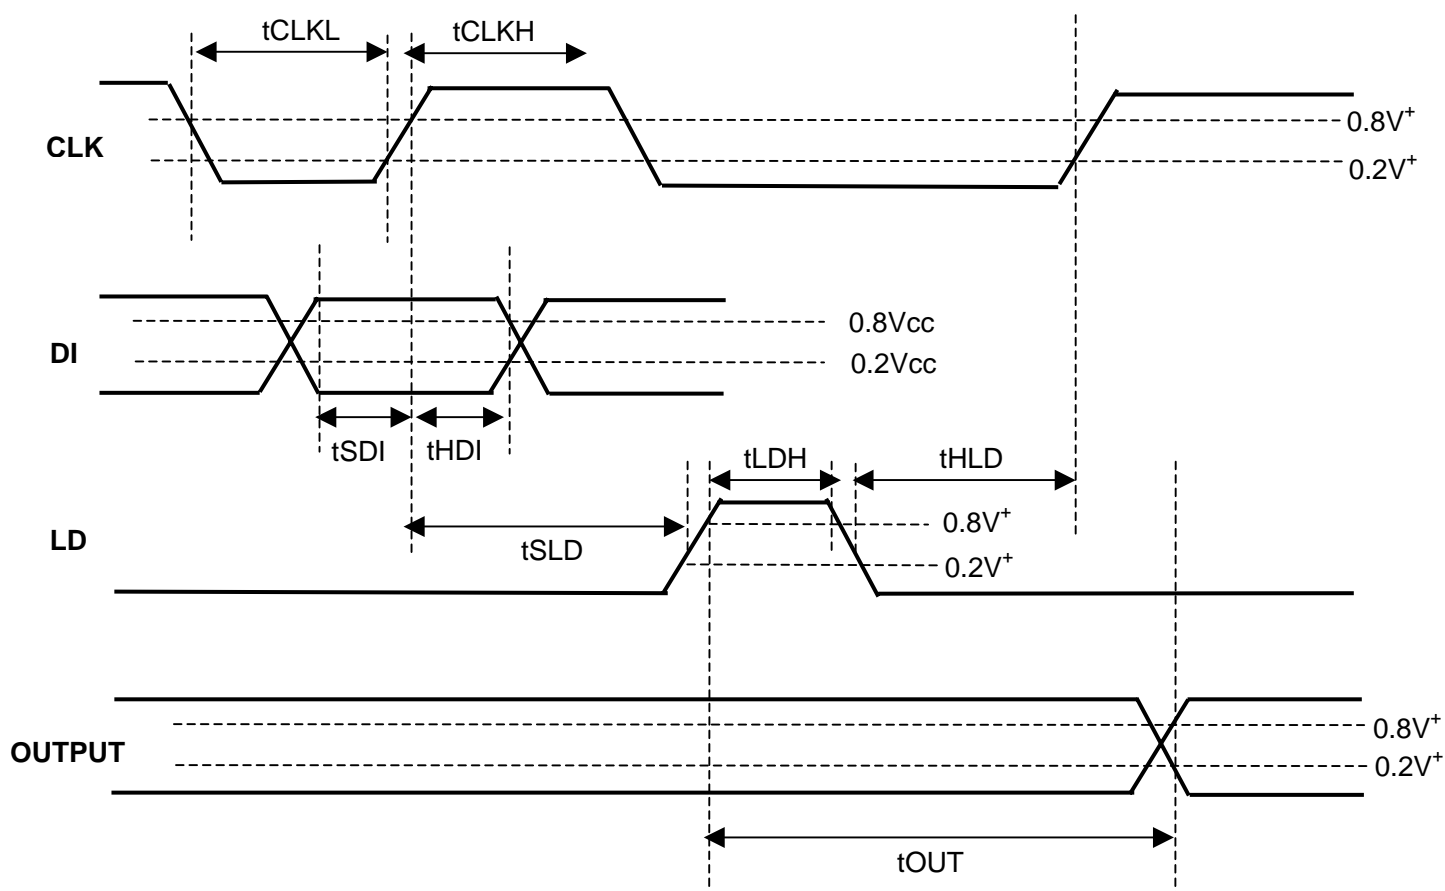 tCLKL
tCLKH
CLK
0.8V⁺
0.2V⁺
DI
0.8Vcc
0.2Vcc
tSDI
tHDI
tLDH
tHLD
LD
tSLD
0.8V⁺
0.2V⁺
OUTPUT
0.8V⁺
0.2V⁺
tOUT